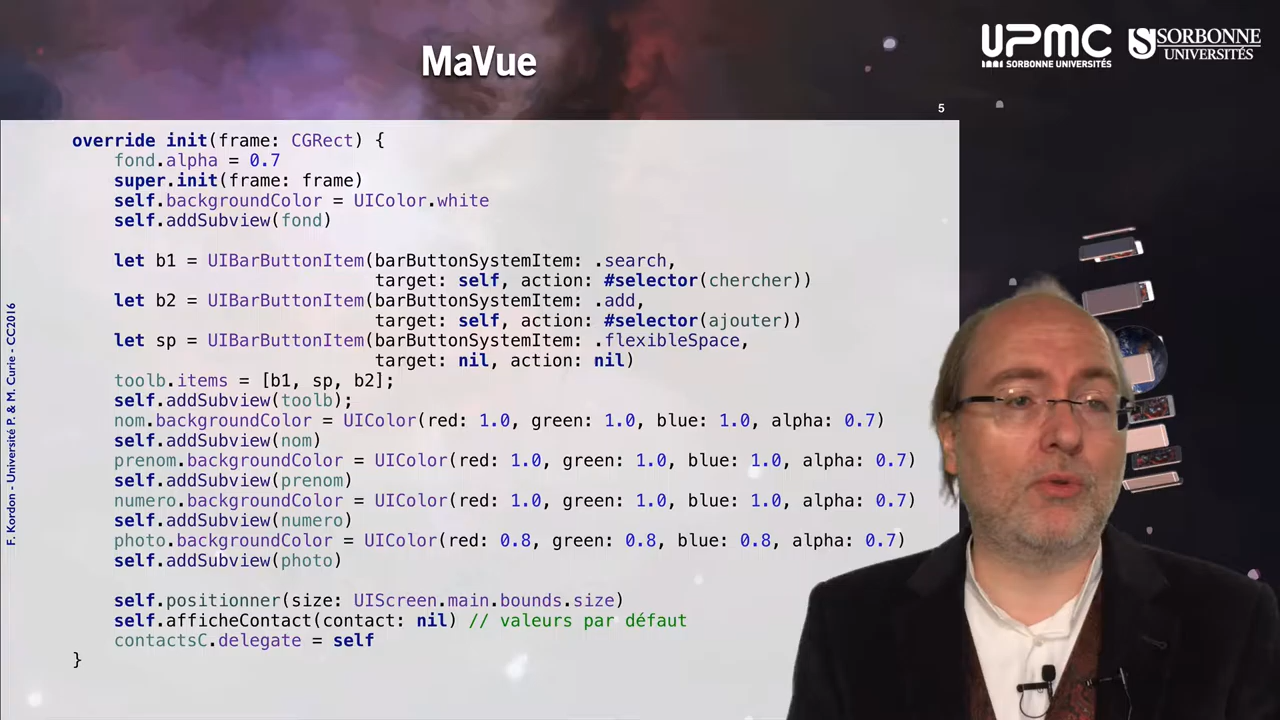 MaVue
UPMC
SORBONNE UNIVERSITÉS
SORBONNE
UNIVERSITÉS
5
override init(frame: CGRect) {
fond.alpha = 0.7
super.init(frame: frame)
self.backgroundColor = UIColor.white
self.addSubview(fond)
let b1 = UIBarButtonItem(barButtonSystemItem: .search,
target: self, action: #selector(chercher))
let b2 = UIBarButtonItem(barButtonSystemItem: .add,
target: self, action: #selector(ajouter))
let sp = UIBarButtonItem(barButtonSystemItem: .flexibleSpace,
target: nil, action: nil)
toolb.items = [b1, sp, b2];
self.addSubview(toolb);
nom.backgroundColor = UIColor(red: 1.0, green: 1.0, blue: 1.0, alpha: 0.7)
self.addSubview(nom)
prenom.backgroundColor = UIColor(red: 1.0, green: 1.0, blue: 1.0, alpha: 0.7)
self.addSubview(prenom)
numero.backgroundColor = UIColor(red: 1.0, green: 1.0, blue: 1.0, alpha: 0.7)
self.addSubview(numero)
photo.backgroundColor = UIColor(red: 0.8, green: 0.8, blue: 0.8, alpha: 0.7)
self.addSubview(photo)
self.positionner(size: UIScreen.main.bounds.size)
self.afficheContact(contact: nil) // valeurs par défaut
contactsC.delegate = self
}
F. Kordon - Université P. & M. Curie - CC2016